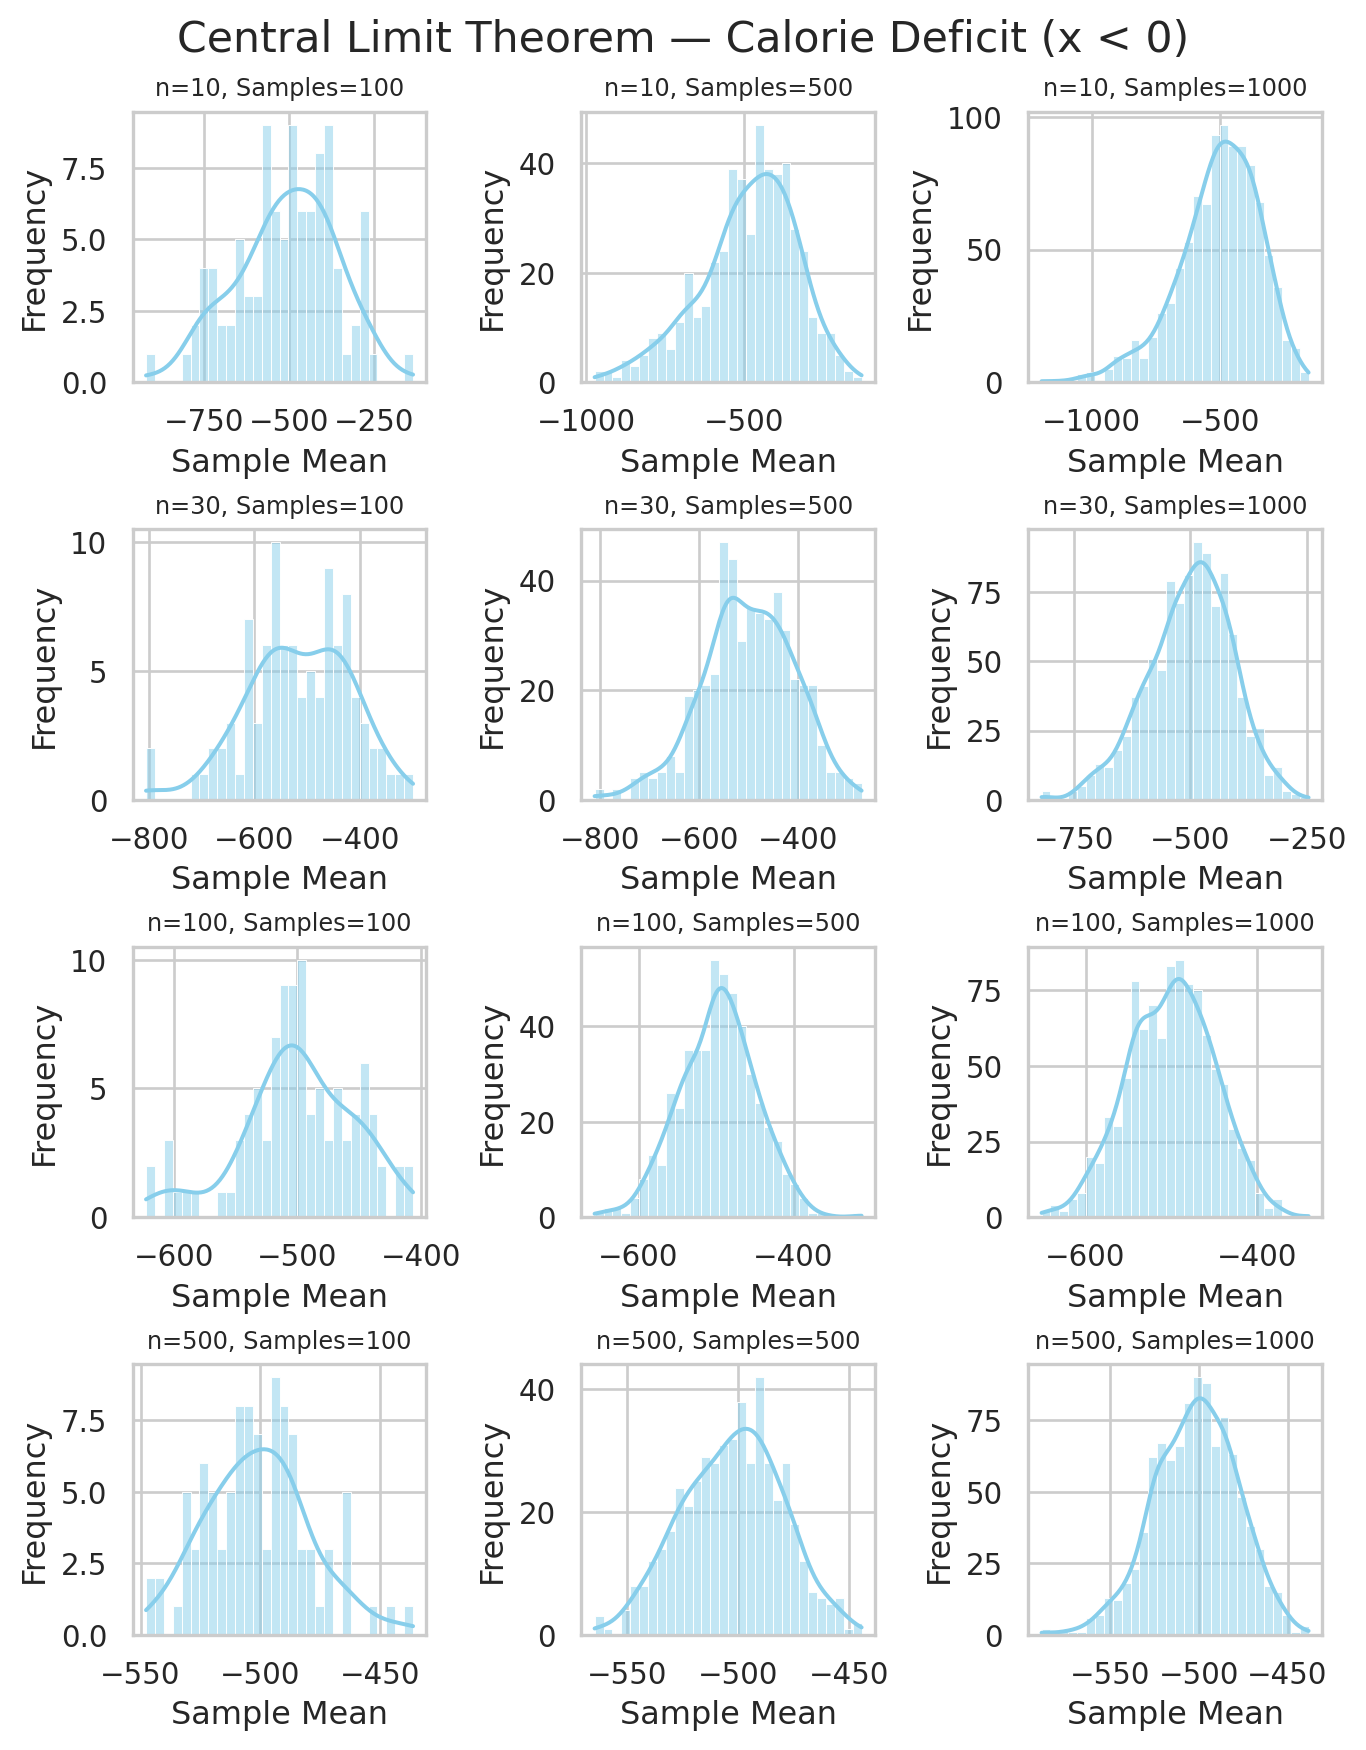 Central Limit Theorem — Calorie Deficit (x < 0)
n=10, Samples=100
n=10, Samples=500
n=10, Samples=1000
Frequency
7.5
5.0
2.5
0.0
−750
−500
−250
Sample Mean
Frequency
40
20
0
−1000
−500
Sample Mean
Frequency
100
50
0
−1000
−500
Sample Mean
n=30, Samples=100
n=30, Samples=500
n=30, Samples=1000
Frequency
10
5
0
−800
−600
−400
Sample Mean
Frequency
40
20
0
−800
−600
−400
Sample Mean
Frequency
75
50
25
0
−750
−500
−250
Sample Mean
n=100, Samples=100
n=100, Samples=500
n=100, Samples=1000
Frequency
10
5
0
−600
−500
−400
Sample Mean
Frequency
40
20
0
−600
−400
Sample Mean
Frequency
75
50
25
0
−600
−400
Sample Mean
n=500, Samples=100
n=500, Samples=500
n=500, Samples=1000
Frequency
7.5
5.0
2.5
0.0
−550
−500
−450
Sample Mean
Frequency
40
20
0
−550
−500
−450
Sample Mean
Frequency
75
50
25
0
−550
−500
−450
Sample Mean